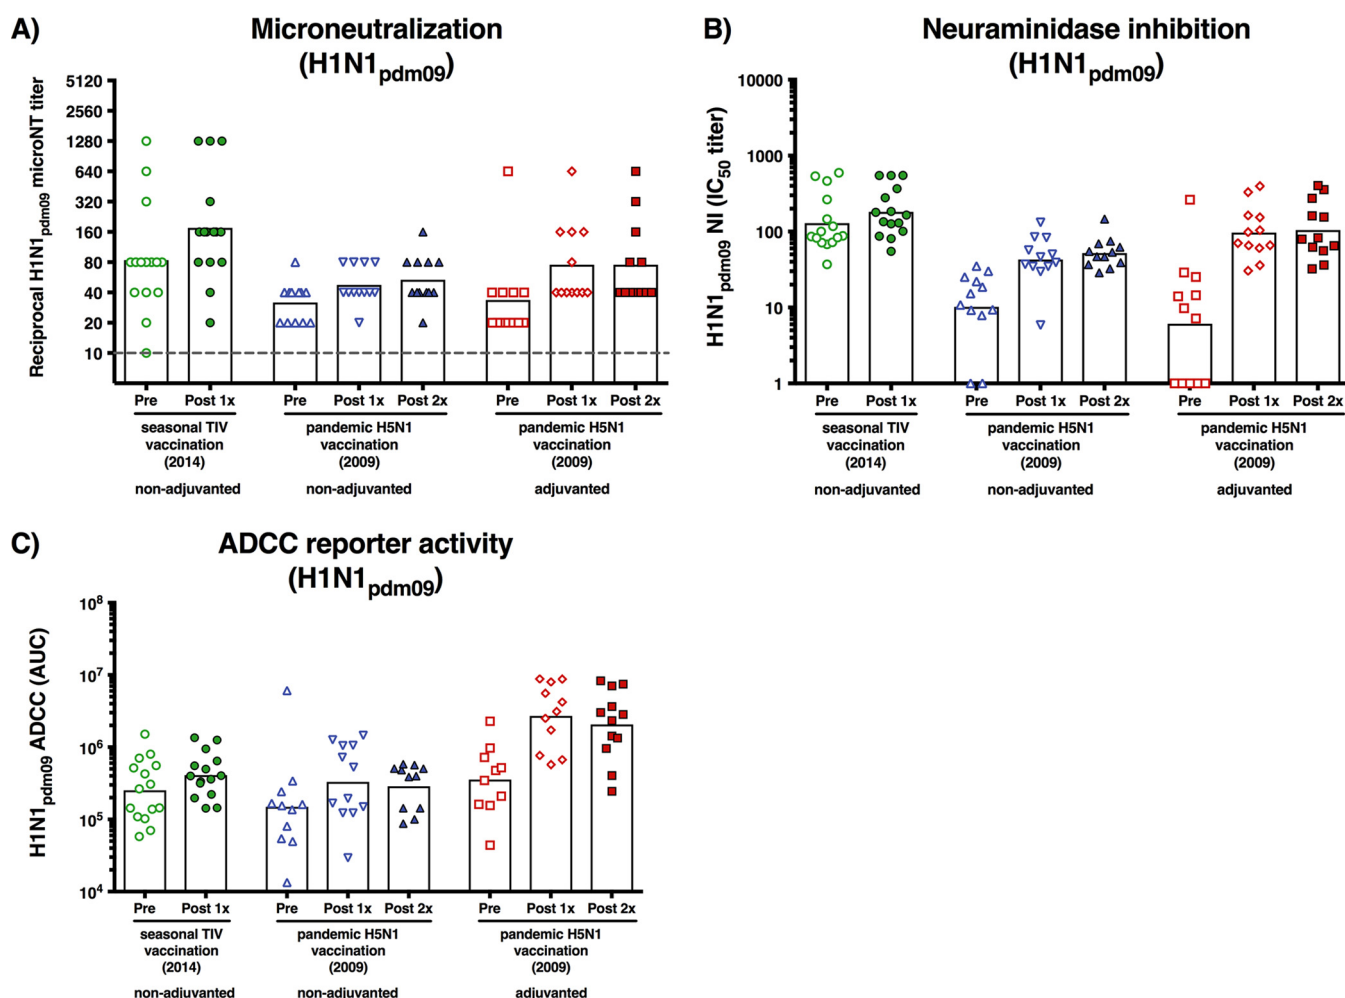 A)
Microneutralization
(H1N1pdm09)
Reciprocal H1N1pdm09 microNT titer
5120
2560
1280
640
320
160
80
40
20
10
Pre
Post 1x
Pre
Post 1x
Post 2x
Pre
Post 1x
Post 2x
seasonal TIV
vaccination
(2014)
non-adjuvanted
pandemic H5N1
vaccination
(2009)
non-adjuvanted
pandemic H5N1
vaccination
(2009)
adjuvanted
B)
Neuraminidase inhibition
(H1N1pdm09)
H1N1pdm09 NI (IC50 titer)
10000
1000
100
10
1
Pre
Post 1x
Pre
Post 1x
Post 2x
Pre
Post 1x
Post 2x
seasonal TIV
vaccination
(2014)
non-adjuvanted
pandemic H5N1
vaccination
(2009)
non-adjuvanted
pandemic H5N1
vaccination
(2009)
adjuvanted
C)
ADCC reporter activity
(H1N1pdm09)
H1N1pdm09 ADCC (AUC)
10^8
10^7
10^6
10^5
10^4
Pre
Post 1x
Pre
Post 1x
Post 2x
Pre
Post 1x
Post 2x
seasonal TIV
vaccination
(2014)
non-adjuvanted
pandemic H5N1
vaccination
(2009)
non-adjuvanted
pandemic H5N1
vaccination
(2009)
adjuvanted